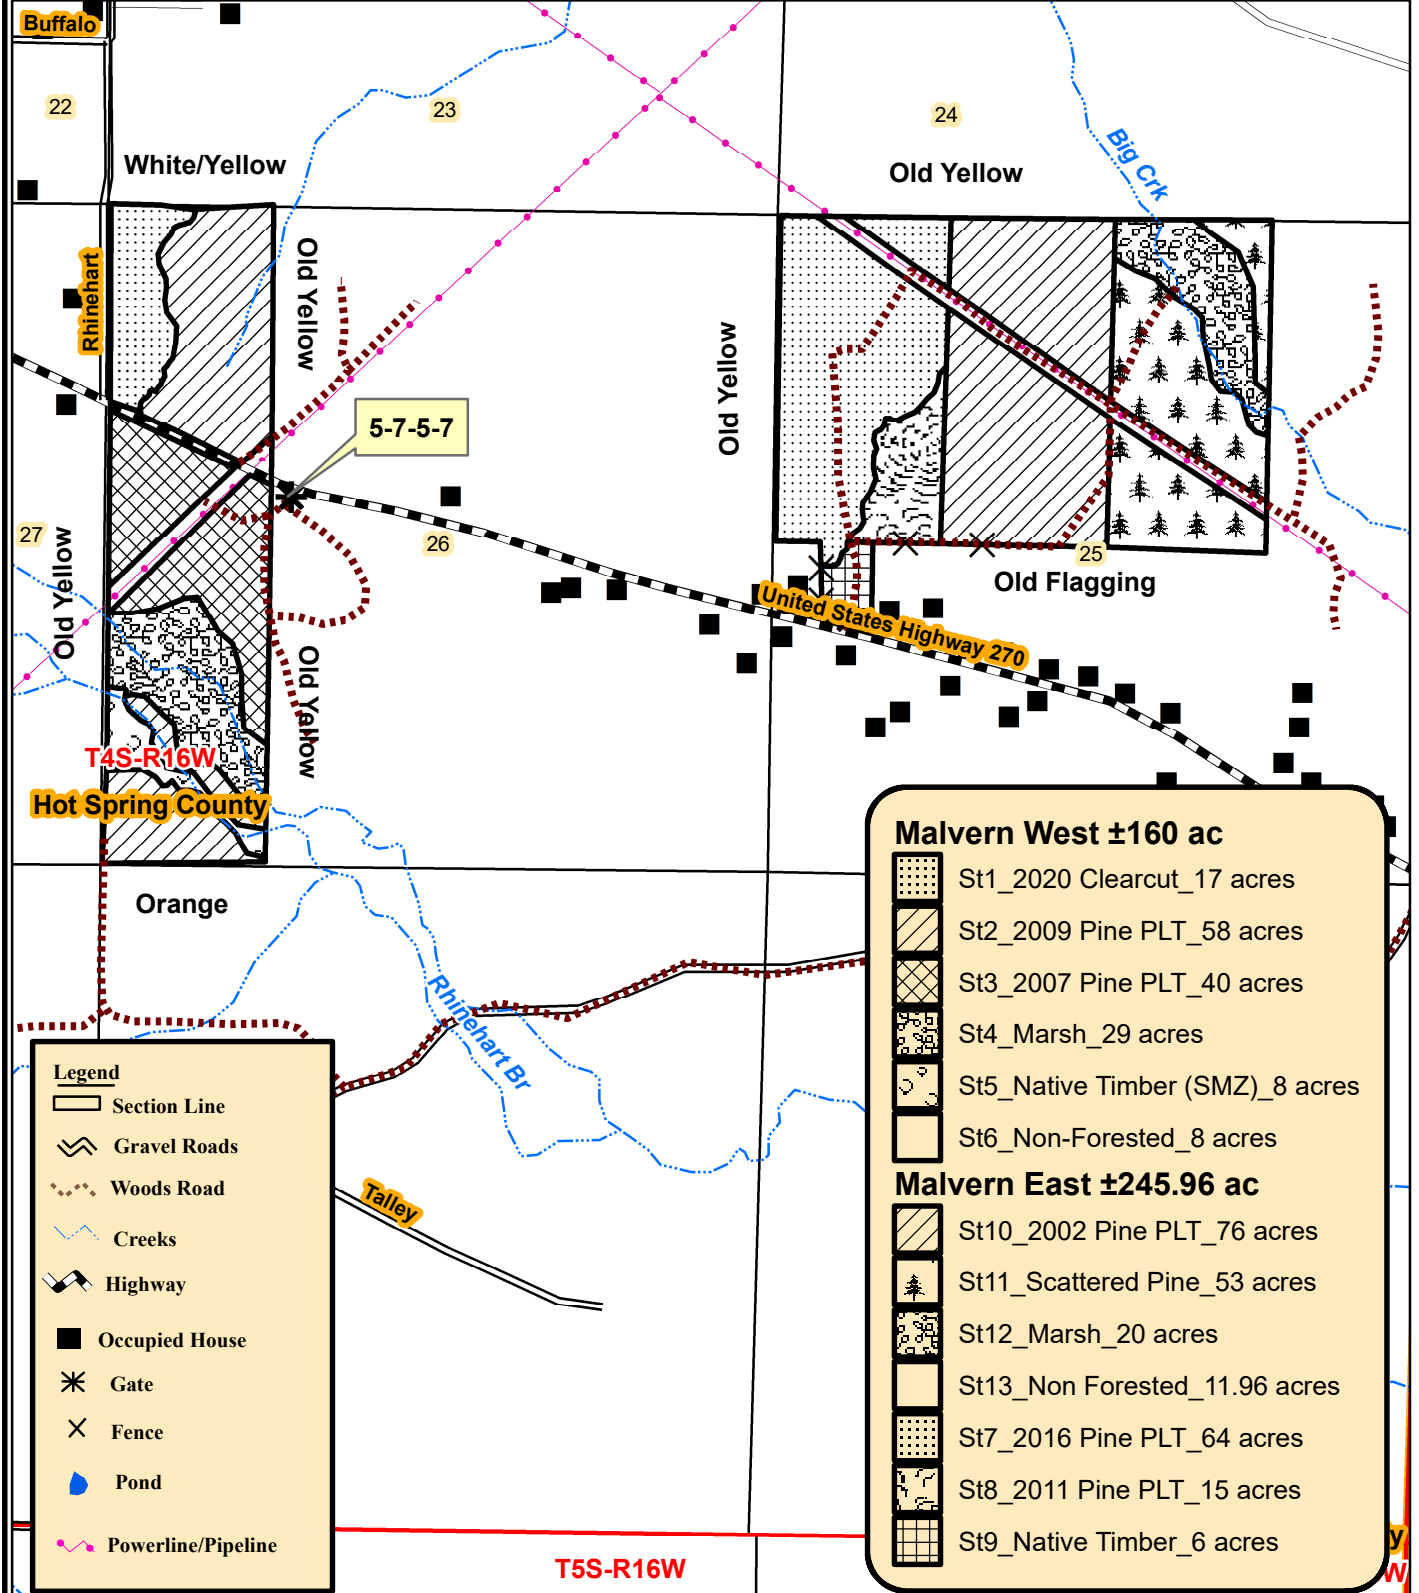 Buffalo
22
23
24
White/Yellow
Old Yellow
Big Crk
Rhinehart
Old Yellow
Old Yellow
5-7-5-7
27
26
25
Old Yellow
Old Flagging
United States Highway 270
Old Yellow
T4S-R16W
Hot Spring County
Orange
Rhinehart Br
Talley
T5S-R16W
Legend
Section Line
Gravel Roads
Woods Road
Creeks
Highway
Occupied House
Gate
Fence
Pond
Powerline/Pipeline
Malvern West ±160 ac
St1_2020 Clearcut_17 acres
St2_2009 Pine PLT_58 acres
St3_2007 Pine PLT_40 acres
St4_Marsh_29 acres
St5_Native Timber (SMZ)_8 acres
St6_Non-Forested_8 acres
Malvern East ±245.96 ac
St10_2002 Pine PLT_76 acres
St11_Scattered Pine_53 acres
St12_Marsh_20 acres
St13_Non Forested_11.96 acres
St7_2016 Pine PLT_64 acres
St8_2011 Pine PLT_15 acres
St9_Native Timber_6 acres
y
W